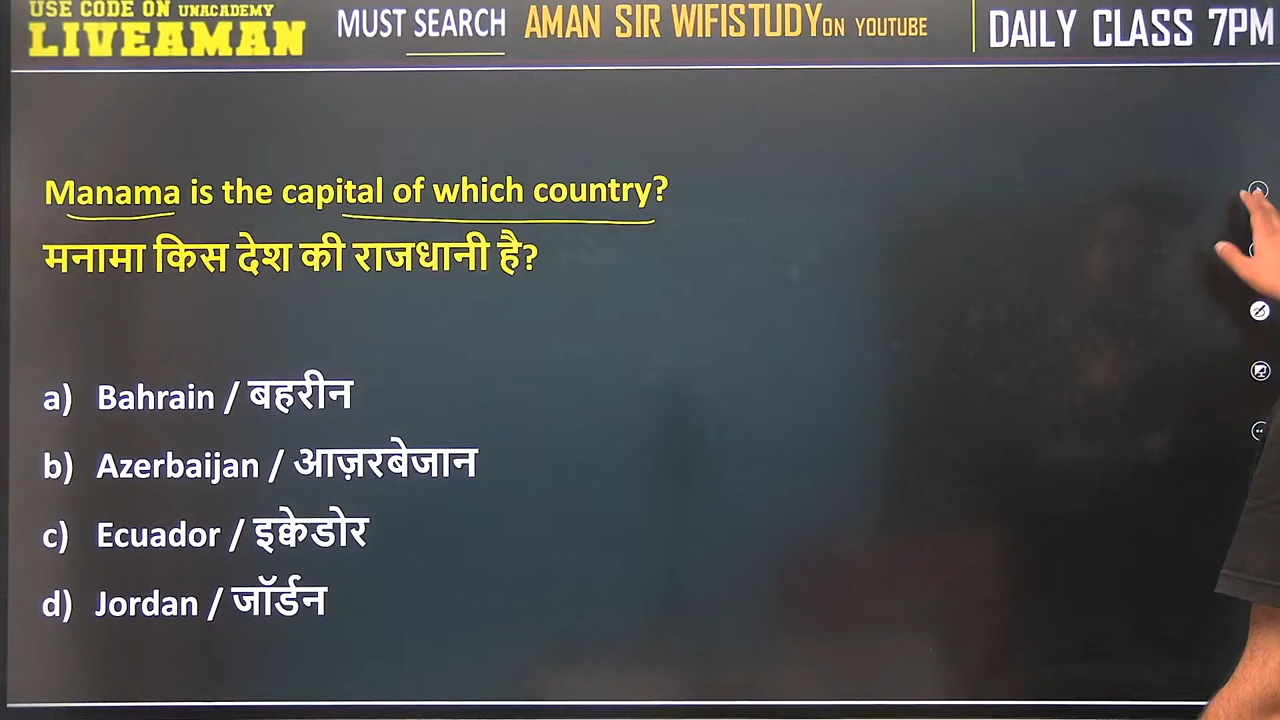 USE CODE ON UNACADEMY
LIVEAMAN
MUST SEARCH AMAN SIR WIFISTUDY ON YOUTUBE
DAILY CLASS 7PM
Manama is the capital of which country?
मनामा किस देश की राजधानी है?
a) Bahrain / बहरीन
b) Azerbaijan / आज़रबेजान
c) Ecuador / इक्वेडोर
d) Jordan / जॉर्डन